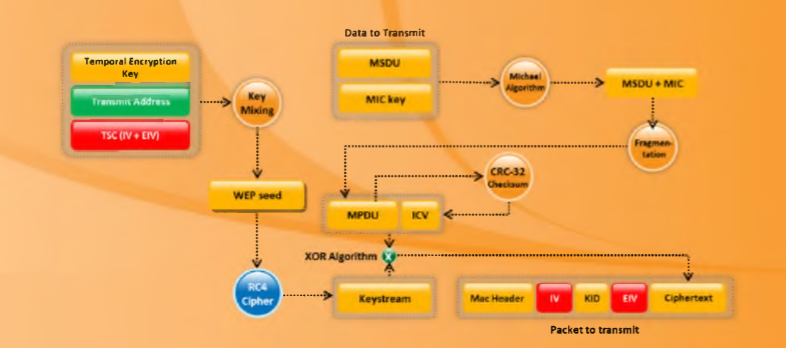 Data to Transmit
Temporal Encryption
Key
Transmit Address
TSC (IV + EIV)
Key
Mixing
MSDU
MIC key
Michael
Algorithm
MSDU + MIC
Fragmen-
tation
WEP seed
CRC-32
Checksum
MPDU
ICV
XOR Algorithm
X
RC4
Cipher
Keystream
Mac Header
IV
KID
EIV
Ciphertext
Packet to transmit